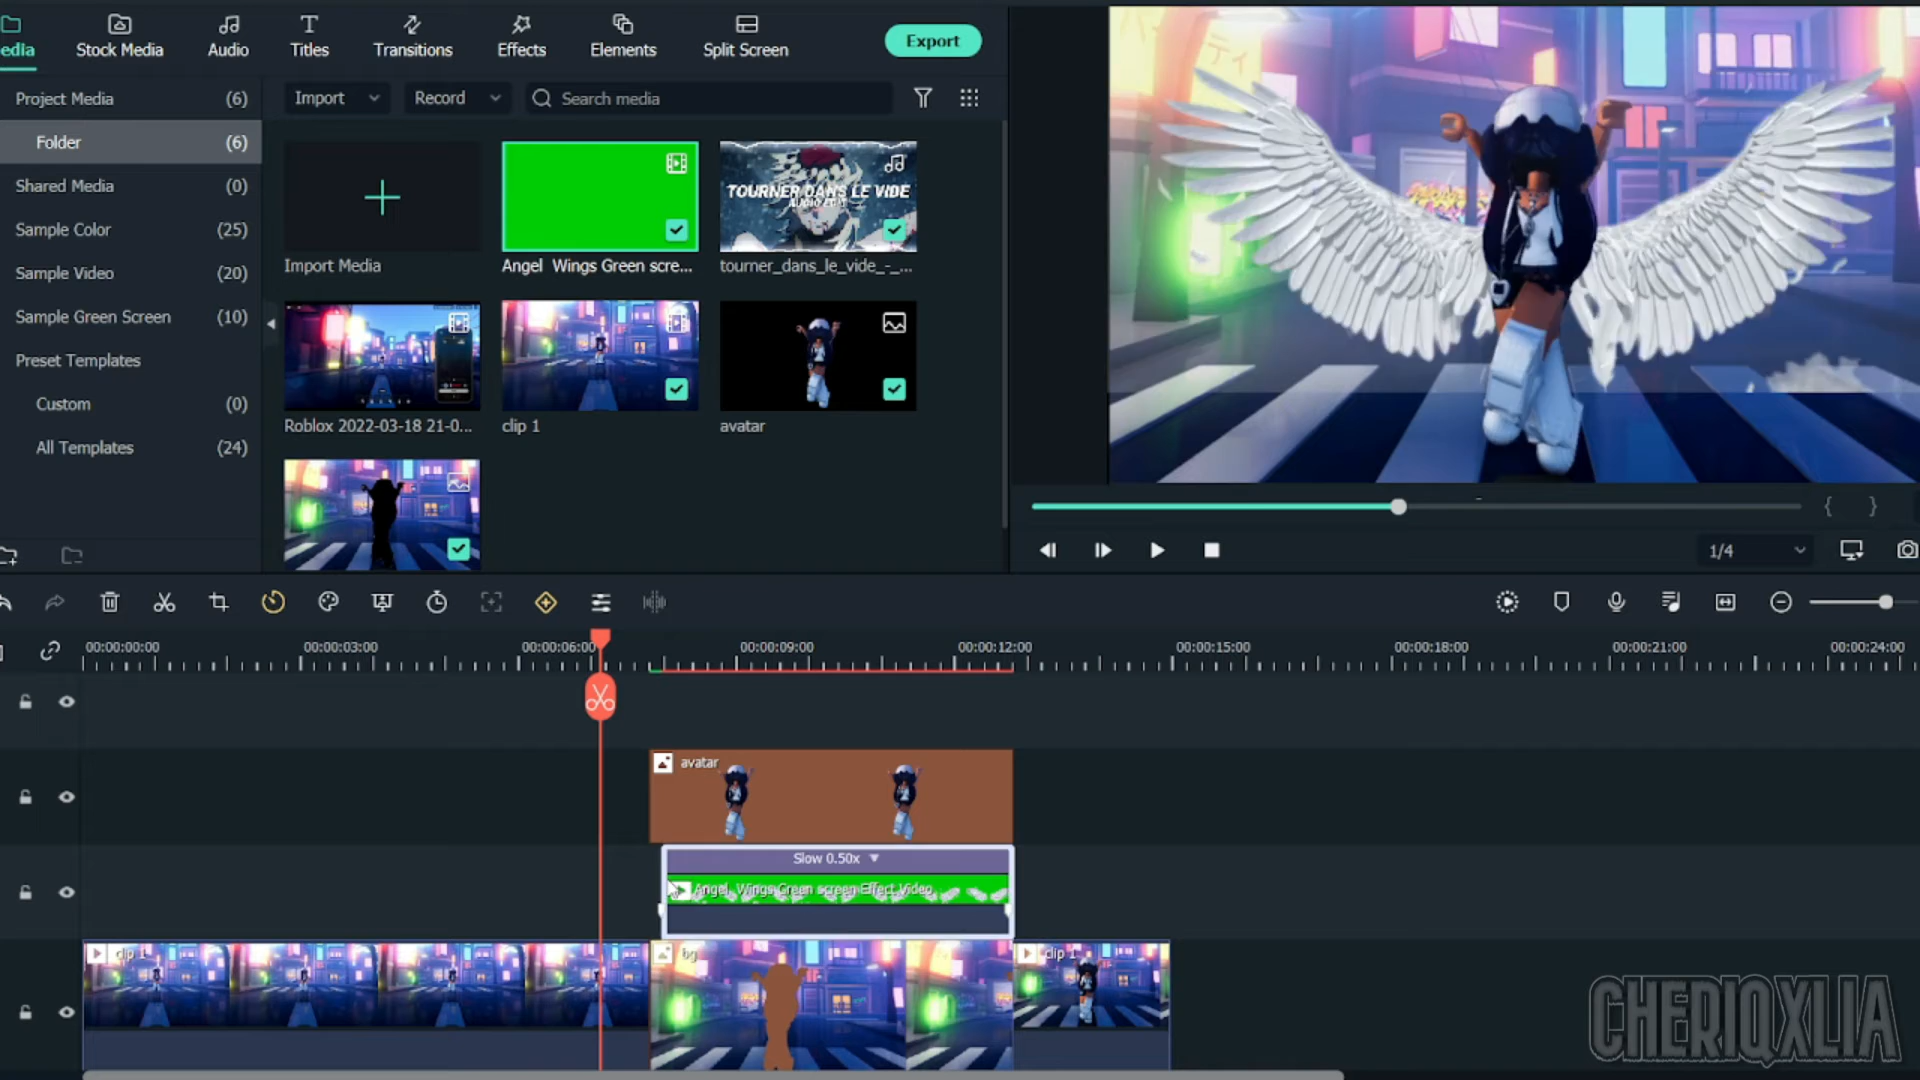 edia
Stock Media
Audio
Titles
Transitions
Effects
Elements
Split Screen
Export
Project Media (6)
Folder (6)
Shared Media (0)
Sample Color (25)
Sample Video (20)
Sample Green Screen (10)
Preset Templates
Custom (0)
All Templates (24)
Import
Record
Search media
Import Media
Angel Wings Green scre...
TOURNER DANS LE VIDE
AUDIO EDIT
tourner_dans_le_vide_-_...
Roblox 2022-03-18 21-0...
clip 1
avatar
{ }
1/4
00:00:00:00
00:00:03:00
00:00:06:00
00:00:09:00
00:00:12:00
00:00:15:00
00:00:18:00
00:00:21:00
00:00:24:00
avatar
Slow 0.50x
Angel Wings Green screen Effect Video
clip 1
bg
clip 1
CHERIQXLIA